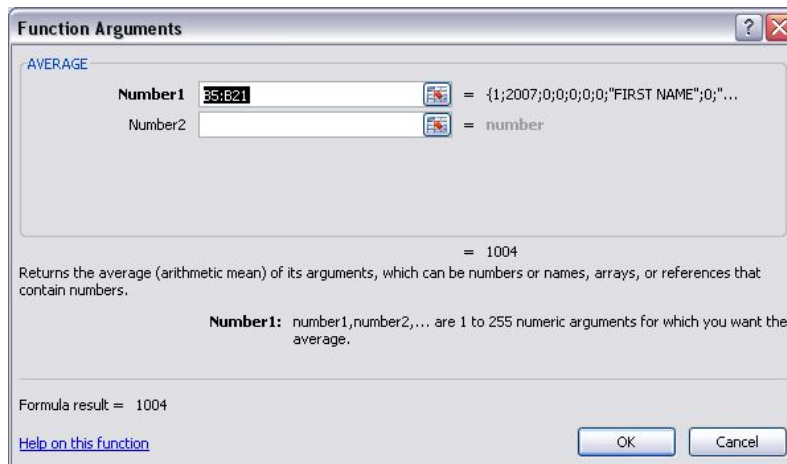 Function Arguments
AVERAGE
Number1 B5:B21 = {1;2007;0;0;0;0;0;"FIRST NAME";0;"...
Number2 = number
= 1004
Returns the average (arithmetic mean) of its arguments, which can be numbers or names, arrays, or references that
contain numbers.
Number1: number1,number2,... are 1 to 255 numeric arguments for which you want the
average.
Formula result = 1004
Help on this function OK Cancel